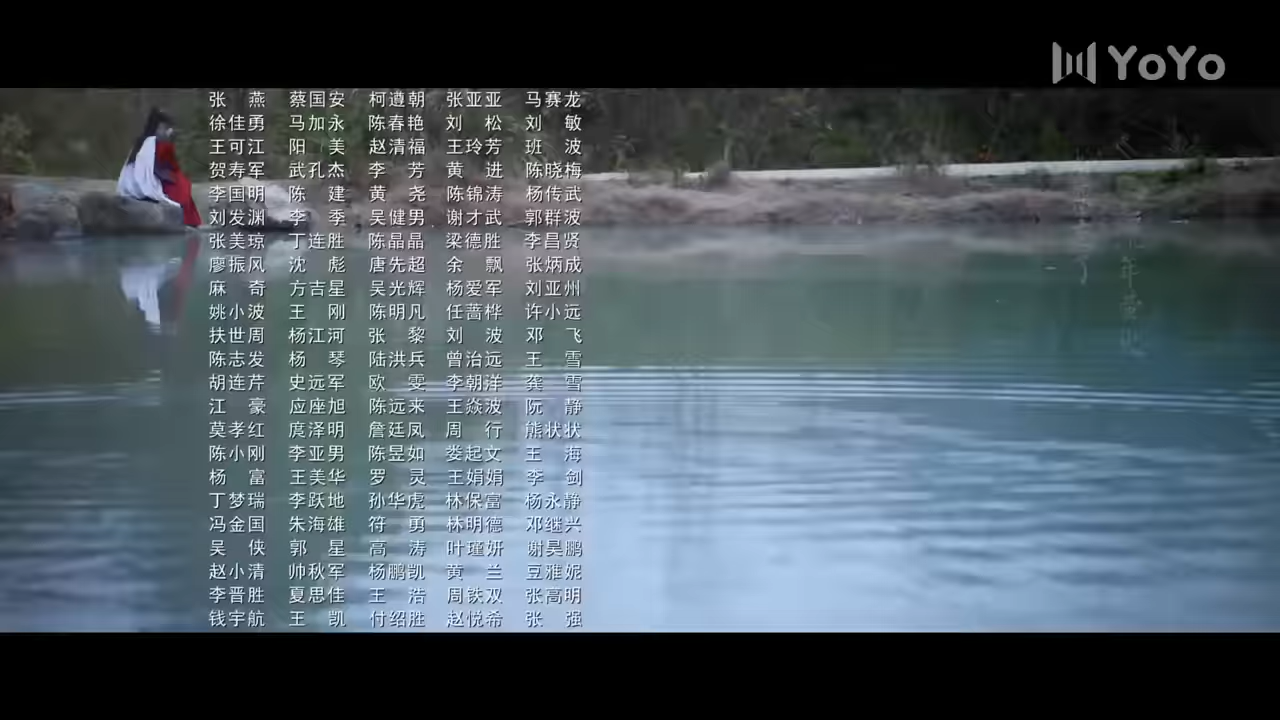 YoYo
张 燕 蔡国安 柯遵朝 张亚亚 马赛龙
徐佳勇 马加永 陈春艳 刘 松 刘 敏
王可江 阳 美 赵清福 王玲芳 班 波
贺寿军 武孔杰 李 芳 黄 进 陈晓梅
李国明 陈 建 黄 尧 陈锦涛 杨传武
刘发渊 李 季 吴健男 谢才武 郭群波
张美琼 丁连胜 陈晶晶 梁德胜 李昌贤
廖振风 沈 彪 唐先超 余 飘 张炳成
麻 奇 方吉星 吴光辉 杨爱军 刘亚州
姚小波 王 刚 陈明凡 任蔷桦 许小远
扶世周 杨江河 张 黎 刘 波 邓 飞
陈志发 杨 琴 陆洪兵 曾治远 王 雪
胡连芹 史远军 欧 雯 李朝洋 龚 雪
江 豪 应座旭 陈远来 王焱波 阮 静
莫孝红 庹泽明 詹廷凤 周 行 熊状状
陈小刚 李亚男 陈昱如 娄起文 王 海
杨 富 王美华 罗 灵 王娟娟 李 剑
丁梦瑞 李跃地 孙华虎 林保富 杨永静
冯金国 朱海雄 符 勇 林明德 邓继兴
吴 侠 郭 星 高 涛 叶瑾妍 谢昊鹏
赵小清 帅秋军 杨鹏凯 黄 兰 豆雅妮
李晋胜 夏思佳 王 浩 周铁双 张高明
钱宇航 王 凯 付绍胜 赵悦希 张 强